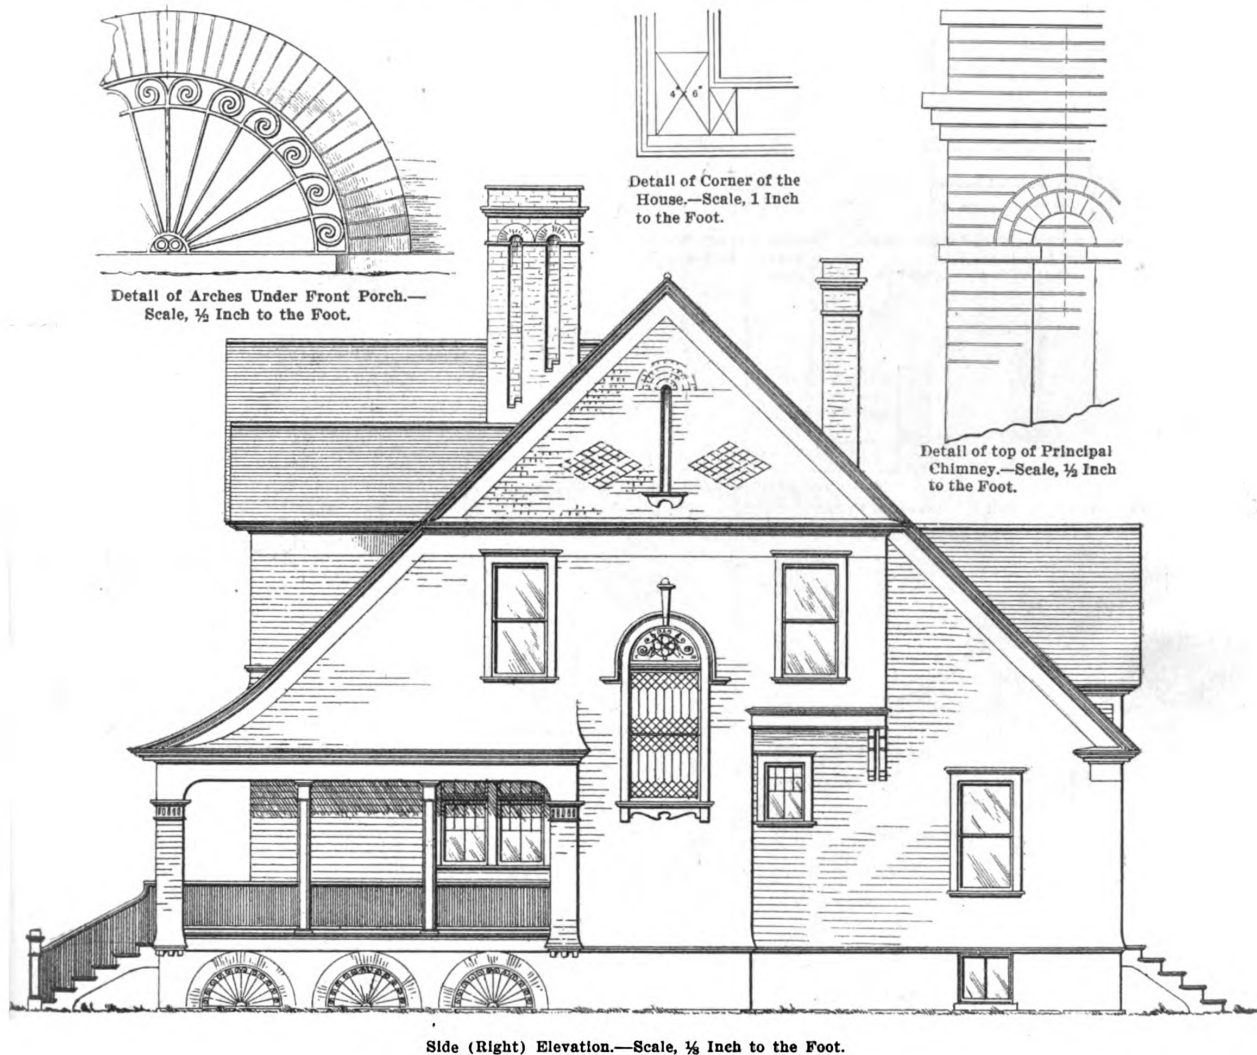 4" x 6"
Detail of Corner of the
House.—Scale, 1 Inch
to the Foot.
Detail of Arches Under Front Porch.—
Scale, ½ Inch to the Foot.
Detail of top of Principal
Chimney.—Scale, ½ Inch
to the Foot.
Side (Right) Elevation.—Scale, ⅛ Inch to the Foot.